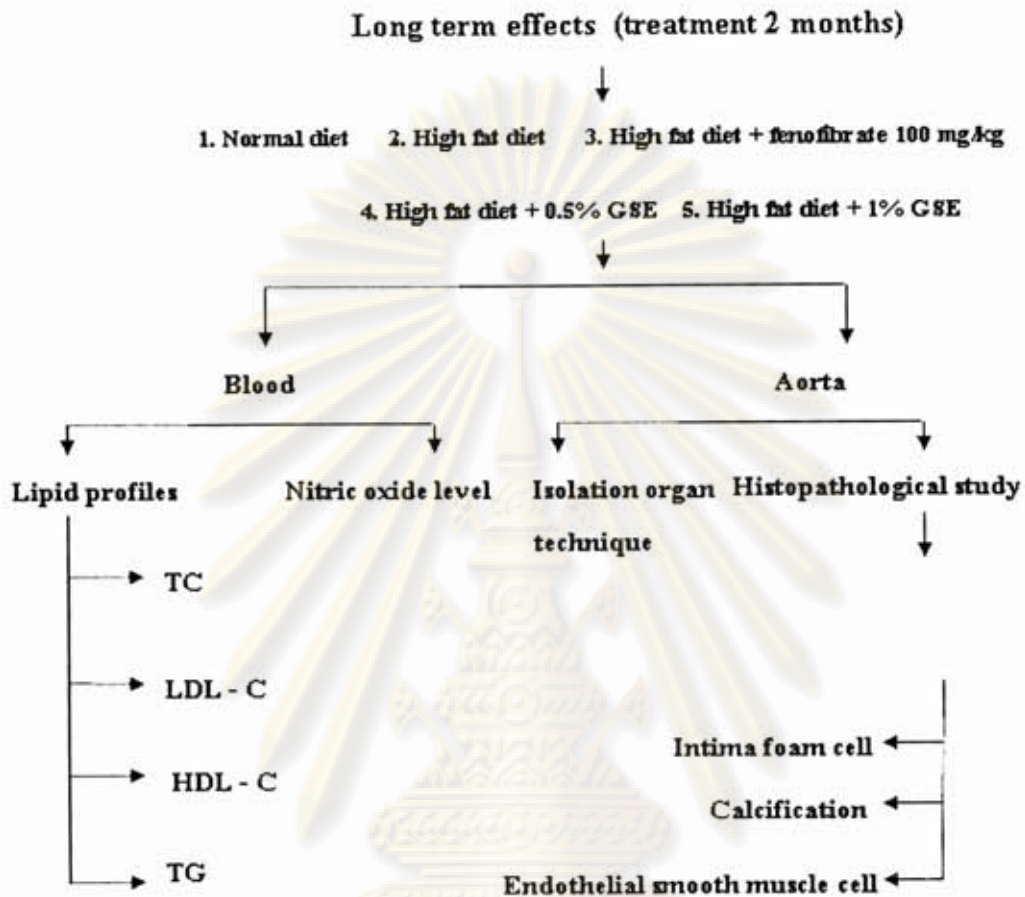 Long term effects (treatment 2 months)
1. Normal diet 2. High fat diet 3. High fat diet + fenofibrate 100 mg/kg
4. High fat diet + 0.5% GSE 5. High fat diet + 1% GSE
Blood
Aorta
Lipid profiles
Nitric oxide level
Isolation organ
technique
Histopathological study
TC
LDL - C
HDL - C
TG
Intima foam cell
Calcification
Endothelial smooth muscle cell